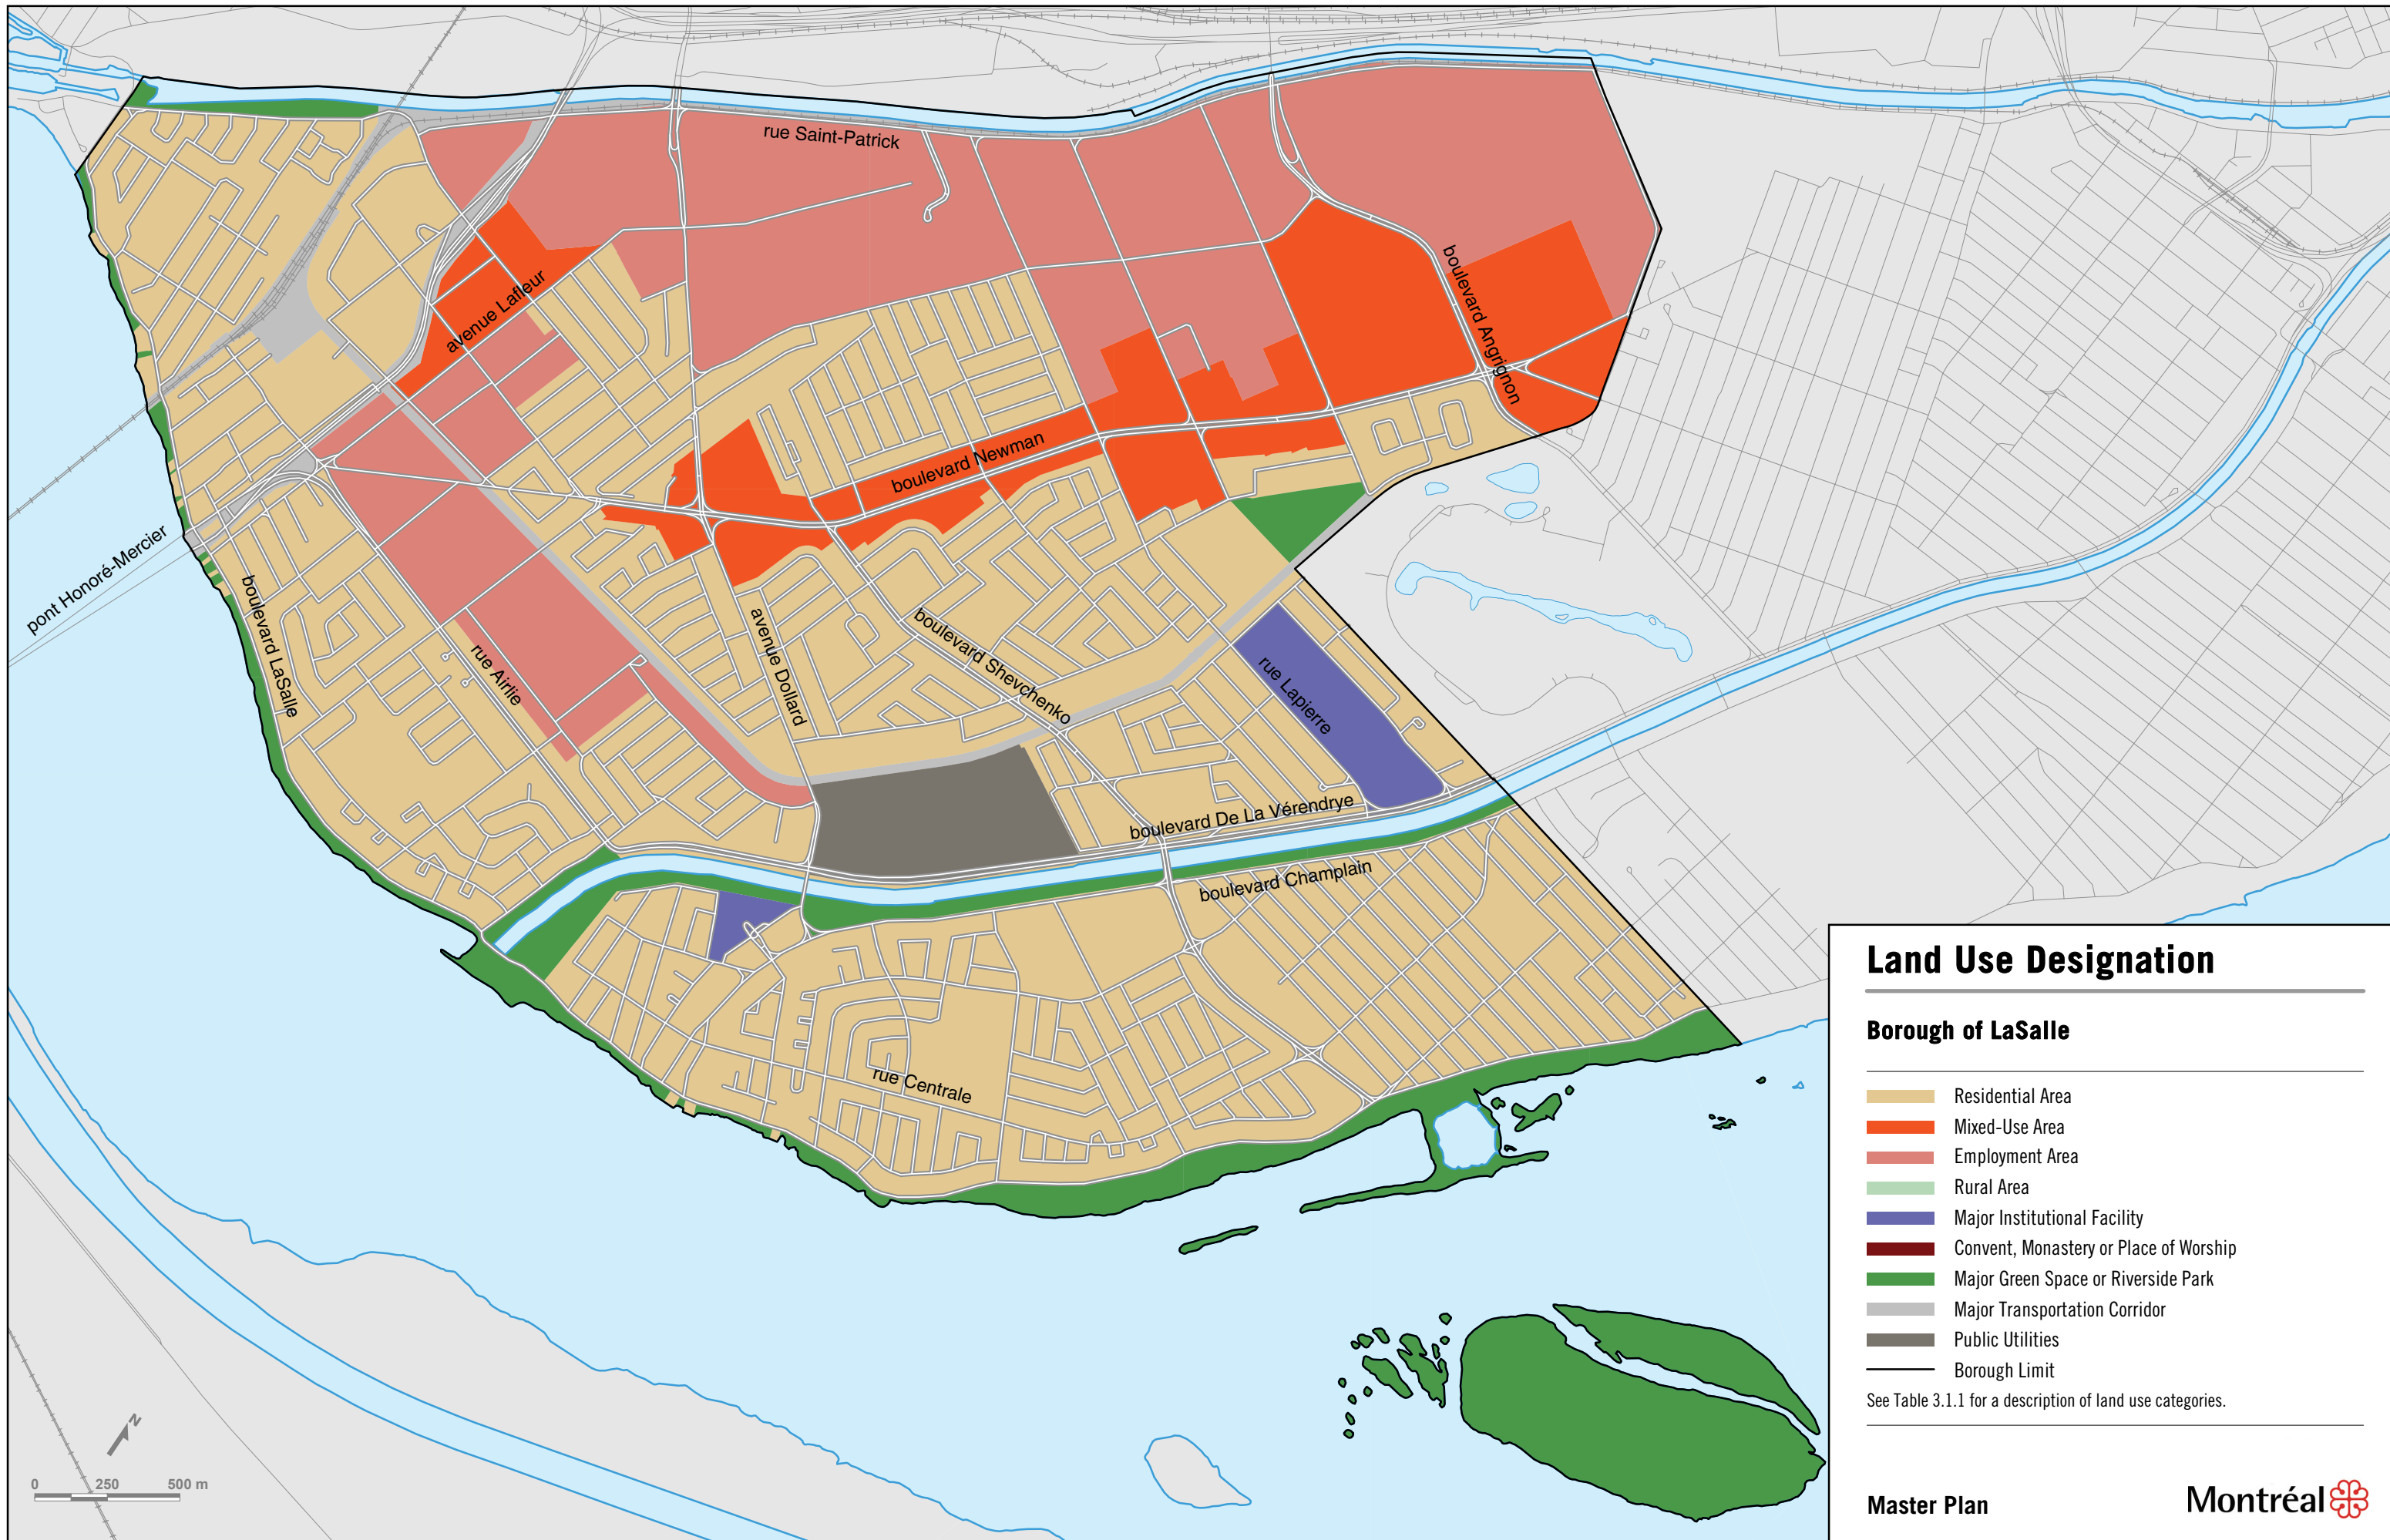 rue Saint-Patrick
avenue Lafleur
boulevard Angrignon
boulevard Newman
pont Honoré-Mercier
boulevard LaSalle
rue Airlie
avenue Dollard
boulevard Shevchenko
rue Lapierre
boulevard De La Vérendrye
boulevard Champlain
rue Centrale
N
0 250 500 m
Land Use Designation
Borough of LaSalle
Residential Area
Mixed-Use Area
Employment Area
Rural Area
Major Institutional Facility
Convent, Monastery or Place of Worship
Major Green Space or Riverside Park
Major Transportation Corridor
Public Utilities
Borough Limit
See Table 3.1.1 for a description of land use categories.
Master Plan
Montréal